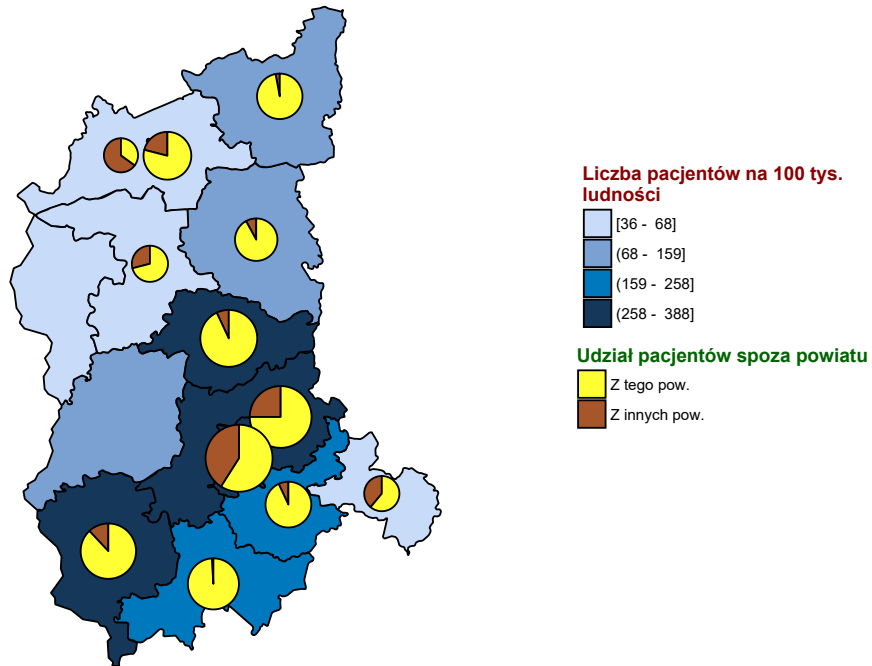 Liczba pacjentów na 100 tys.
ludności
[36 - 68]
(68 - 159]
(159 - 258]
(258 - 388]
Udział pacjentów spoza powiatu
Z tego pow.
Z innych pow.